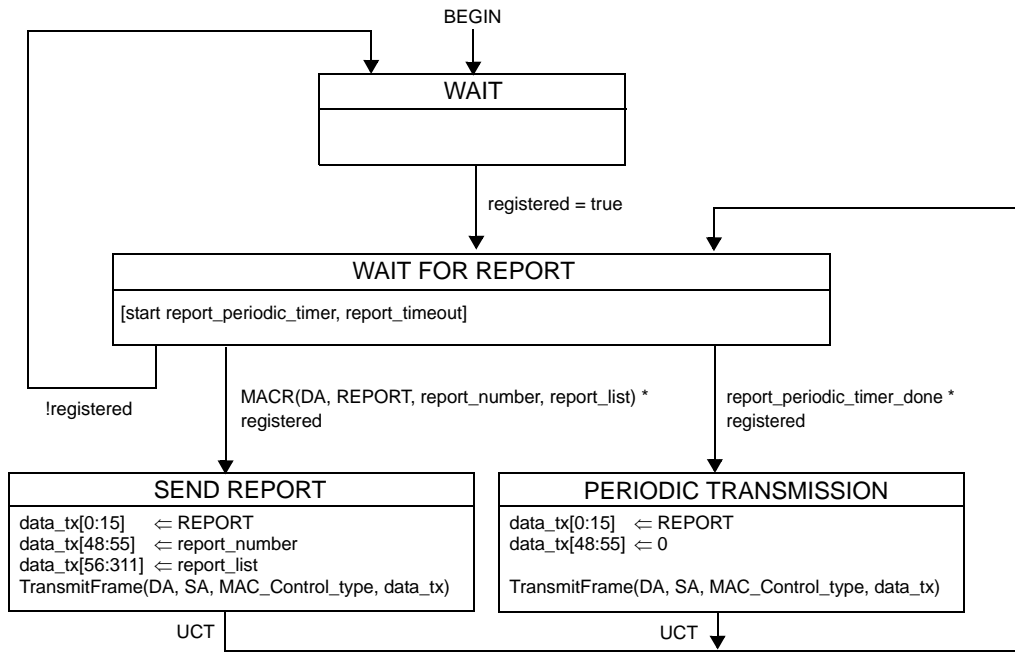 BEGIN
WAIT
registered = true
WAIT FOR REPORT
[start report_periodic_timer, report_timeout]
!registered
MACR(DA, REPORT, report_number, report_list) *
registered
report_periodic_timer_done *
registered
SEND REPORT
data_tx[0:15] ⇐ REPORT
data_tx[48:55] ⇐ report_number
data_tx[56:311] ⇐ report_list
TransmitFrame(DA, SA, MAC_Control_type, data_tx)
UCT
PERIODIC TRANSMISSION
data_tx[0:15] ⇐ REPORT
data_tx[48:55] ⇐ 0
TransmitFrame(DA, SA, MAC_Control_type, data_tx)
UCT